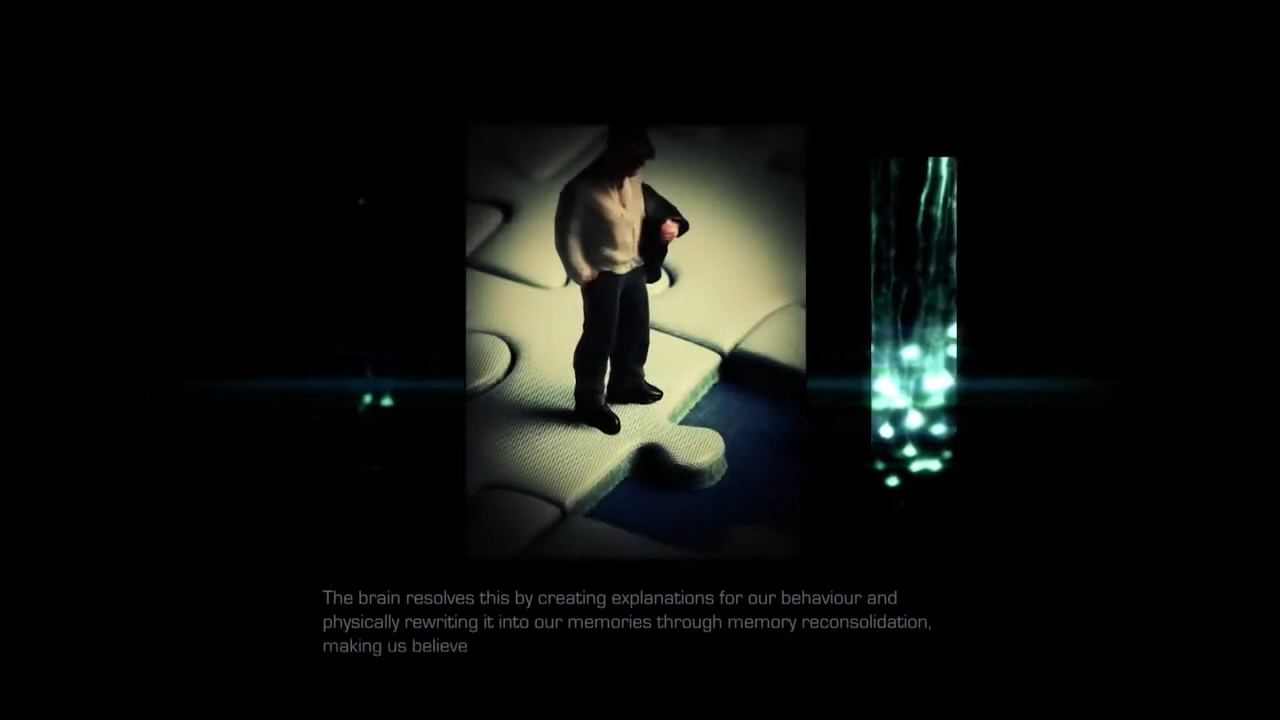 The brain resolves this by creating explanations for our behaviour and
physically rewriting it into our memories through memory reconsolidation,
making us believe